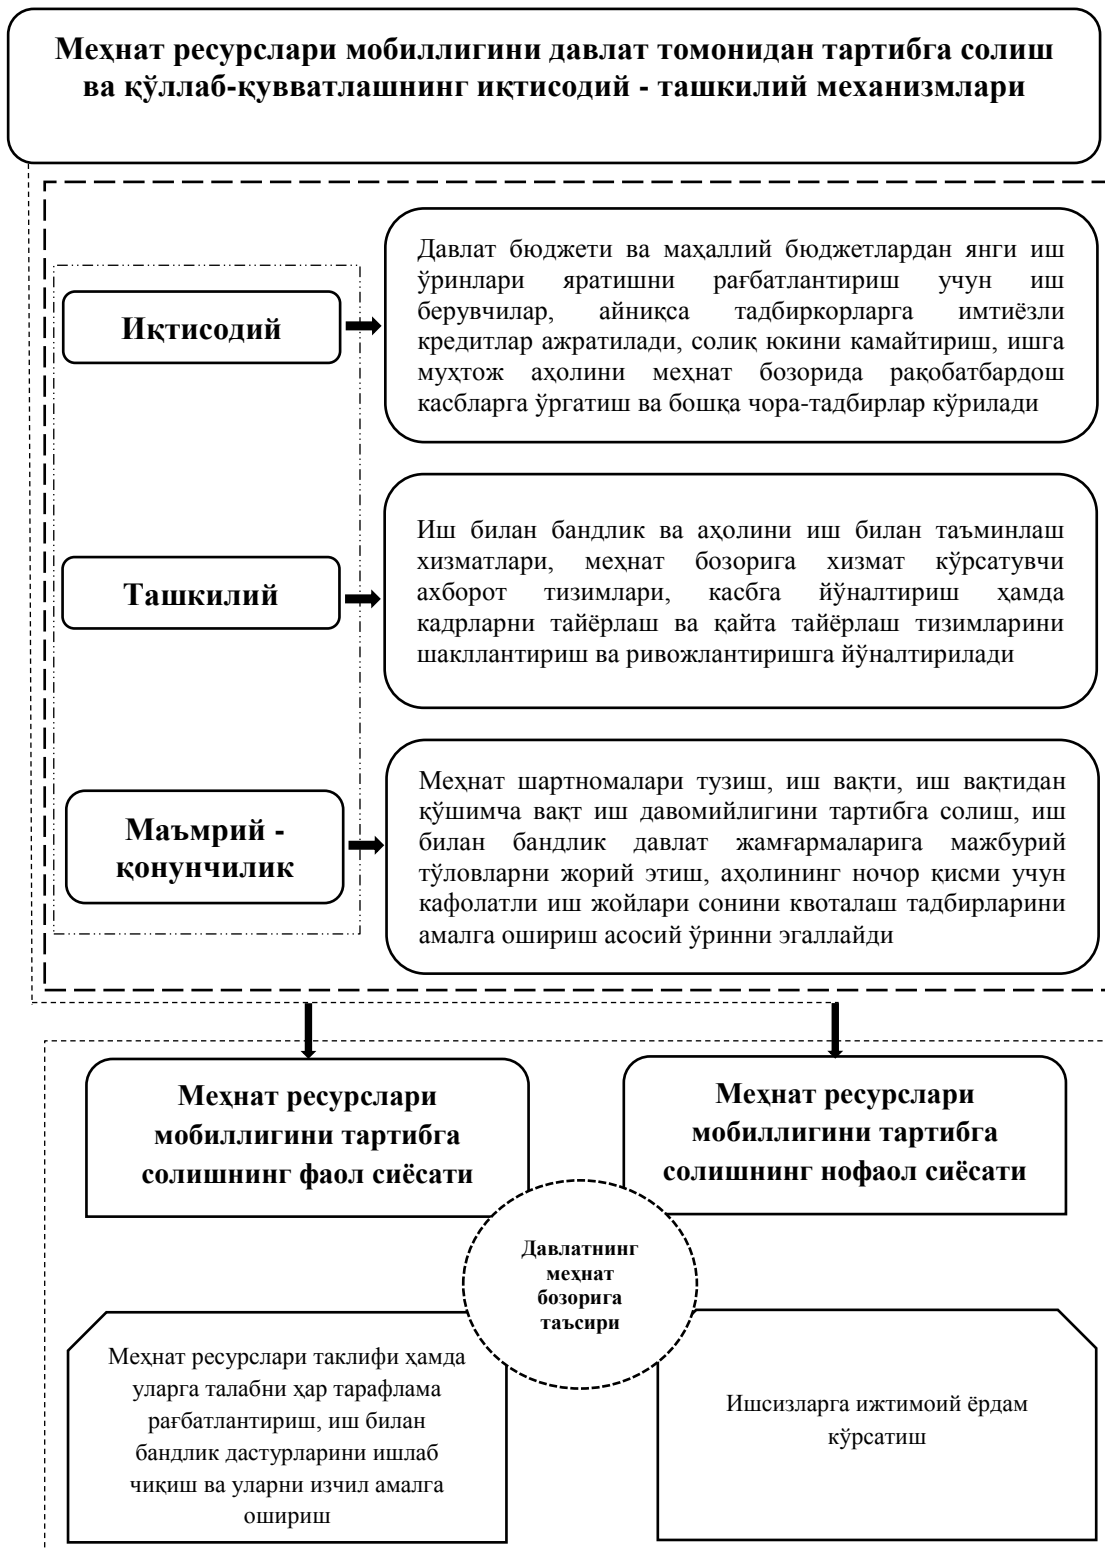 Меҳнат ресурслари мобиллигини давлат томонидан тартибга солиш
ва қўллаб-қувватлашнинг иқтисодий - ташкилий механизмлари
Иқтисодий
Давлат бюджети ва маҳаллий бюджетлардан янги иш
ўринлари яратишни рағбатлантириш учун иш
берувчилар, айниқса тадбиркорларга имтиёзли
кредитлар ажратилади, солиқ юкини камайтириш, ишга
муҳтож аҳолини меҳнат бозорида рақобатбардош
касбларга ўргатиш ва бошқа чора-тадбирлар кўрилади
Ташкилий
Иш билан бандлик ва аҳолини иш билан таъминлаш
хизматлари, меҳнат бозорига хизмат кўрсатувчи
ахборот тизимлари, касбга йўналтириш ҳамда
кадрларни тайёрлаш ва қайта тайёрлаш тизимларини
шакллантириш ва ривожлантиришга йўналтирилади
Маъмрий -
қонунчилик
Меҳнат шартномалари тузиш, иш вақти, иш вақтидан
қўшимча вақт иш давомийлигини тартибга солиш, иш
билан бандлик давлат жамғармаларига мажбурий
тўловларни жорий этиш, аҳолининг ночор қисми учун
кафолатли иш жойлари сонини квоталаш тадбирларини
амалга ошириш асосий ўринни эгаллайди
Меҳнат ресурслари
мобиллигини тартибга
солишнинг фаол сиёсати
Меҳнат ресурслари
мобиллигини тартибга
солишнинг нофаол сиёсати
Давлатнинг
меҳнат
бозорига
таъсири
Меҳнат ресурслари таклифи ҳамда
уларга талабни ҳар тарафлама
рағбатлантириш, иш билан
бандлик дастурларини ишлаб
чиқиш ва уларни изчил амалга
ошириш
Ишсизларга ижтимоий ёрдам
кўрсатиш